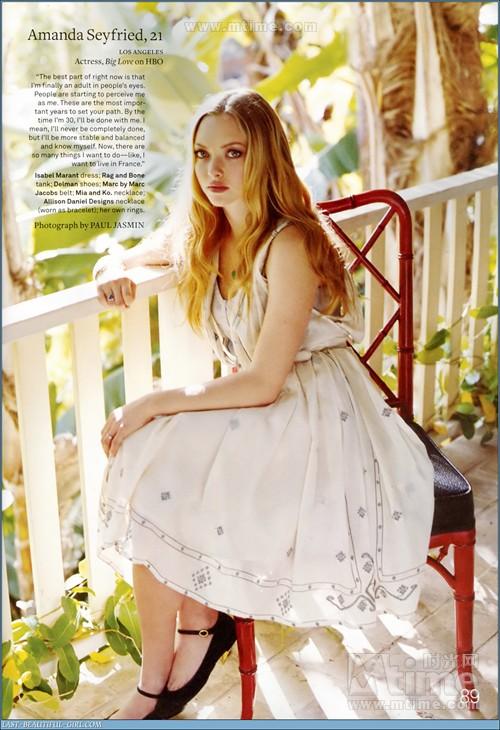 www.mtime.com
Amanda Seyfried, 21
LOS ANGELES
Actress, Big Love on HBO
"The best part of right now is that
I'm finally an adult in people's eyes.
People are starting to perceive me
as me. These are the most impor-
tant years to set your path. By the
time I'm 30, I'll be done with me. I
mean, I'll never be completely done,
but I'll be more stable and balanced
and know myself. Now, there are
so many things I want to do—like, I
want to live in France."
Isabel Marant dress; Rag and Bone
tank; Delman shoes; Marc by Marc
Jacobs belt; Mia and Ko. necklace;
Allison Daniel Designs necklace
(worn as bracelet); her own rings.
Photograph by PAUL JASMIN
Mtime 时光网
www.mtime.com
89
LAST-BEAUTIFUL-GIRL.COM